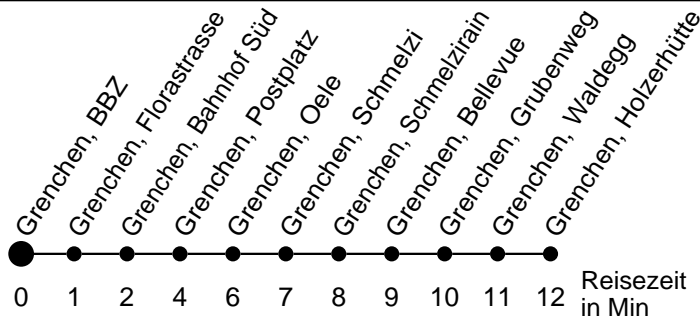 Grenchen, BBZ
Grenchen, Florastrasse
Grenchen, Bahnhof Süd
Grenchen, Postplatz
Grenchen, Oele
Grenchen, Schmelzi
Grenchen, Schmelzirain
Grenchen, Bellevue
Grenchen, Grubenweg
Grenchen, Waldegg
Grenchen, Holzerhütte
0 1 2 4 6 7 8 9 10 11 12 Reisezeit
in Min